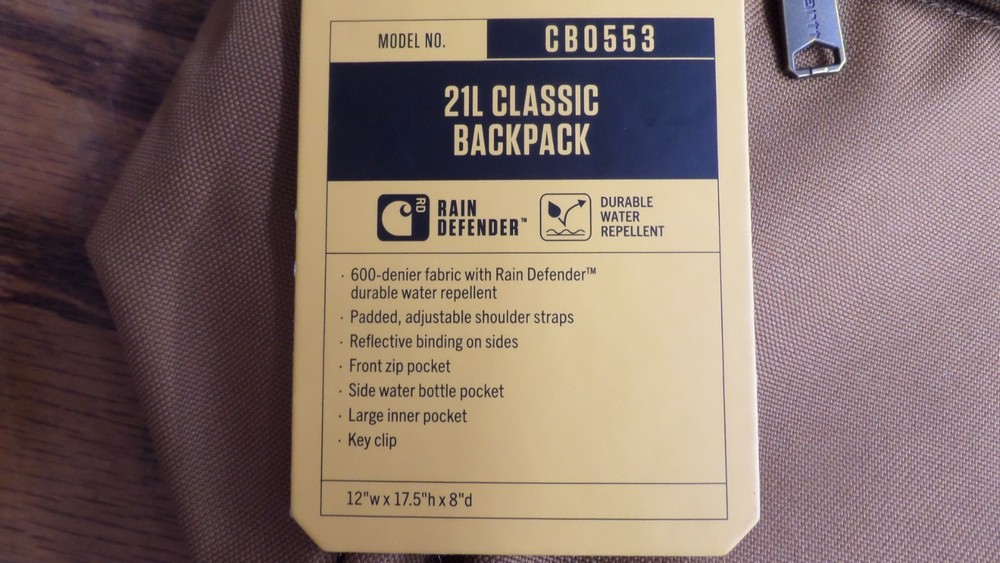 MODEL NO. CB0553
21L CLASSIC
BACKPACK
RD
RAIN
DEFENDER™
DURABLE
WATER
REPELLENT
· 600-denier fabric with Rain Defender™
durable water repellent
· Padded, adjustable shoulder straps
· Reflective binding on sides
· Front zip pocket
· Side water bottle pocket
· Large inner pocket
· Key clip
12"w x 17.5"h x 8"d